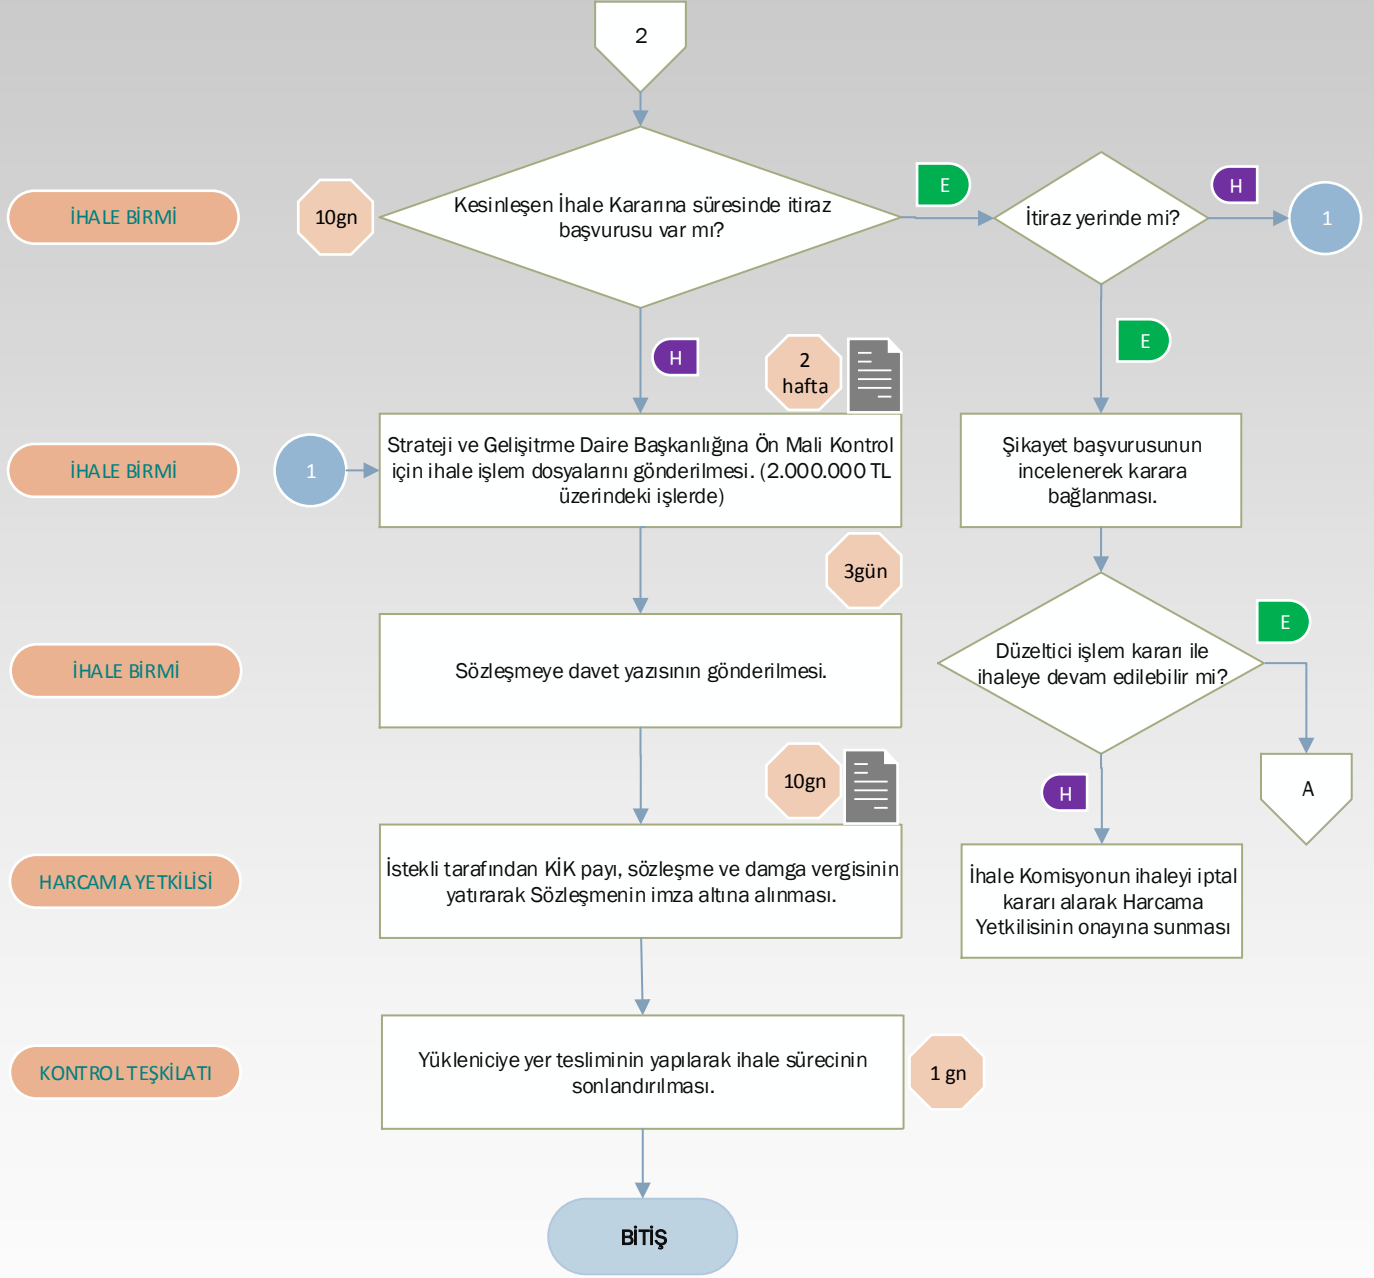 2
İHALE BİRMİ
10gn
Kesinleşen İhale Kararına süresinde itiraz
başvurusu var mı?
E
İtiraz yerinde mi?
H
1
H
2
hafta
E
İHALE BİRMİ
1
Strateji ve Gelişitrme Daire Başkanlığına Ön Mali Kontrol
için ihale işlem dosyalarını gönderilmesi. (2.000.000 TL
üzerindeki işlerde)
Şikayet başvurusunun
incelenerek karara
bağlanması.
3gün
E
İHALE BİRMİ
Sözleşmeye davet yazısının gönderilmesi.
Düzeltici işlem kararı ile
ihaleye devam edilebilir mi?
10gn
H
A
HARCAMA YETKİLİSİ
İstekli tarafından KİK payı, sözleşme ve damga vergisinin
yatırarak Sözleşmenin imza altına alınması.
İhale Komisyonun ihaleyi iptal
kararı alarak Harcama
Yetkilisinin onayına sunması
KONTROL TEŞKİLATI
Yükleniciye yer tesliminin yapılarak ihale sürecinin
sonlandırılması.
1 gn
BİTİŞ